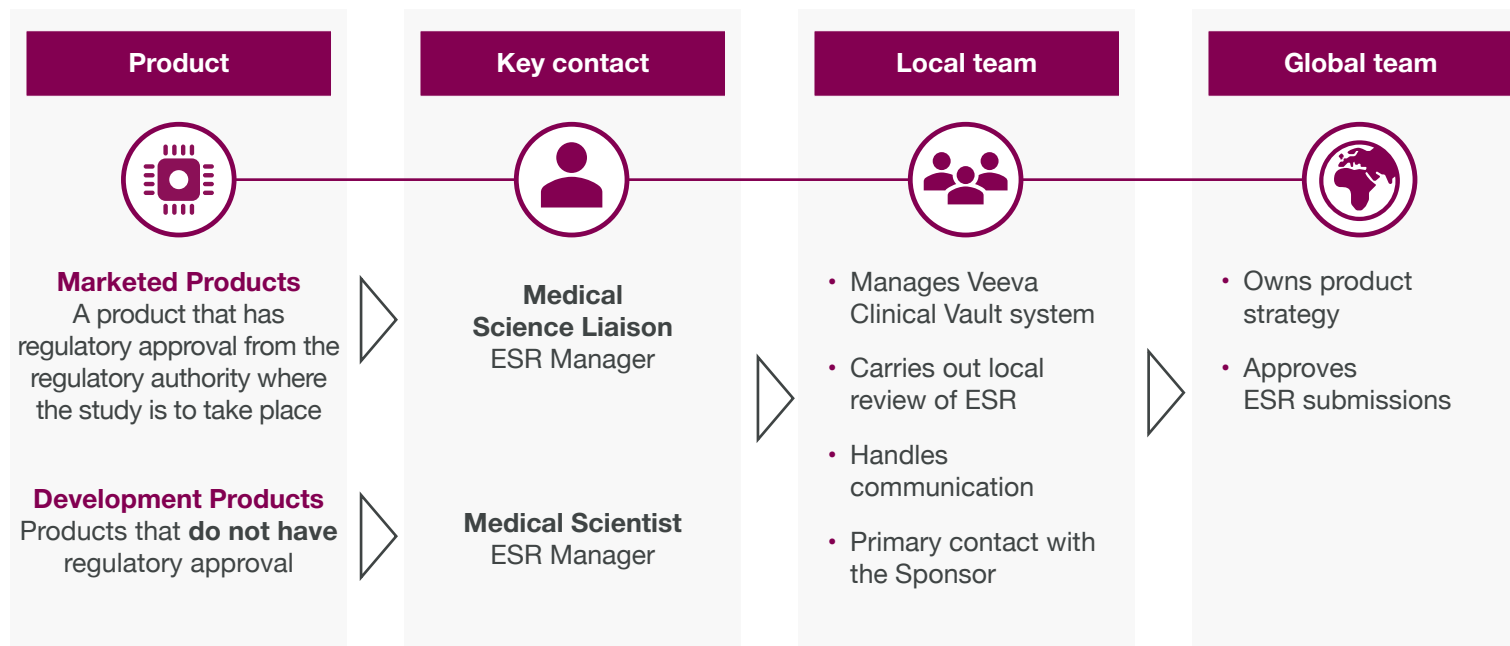 Product
Key contact
Local team
Global team
Marketed Products
A product that has
regulatory approval from the
regulatory authority where
the study is to take place
Development Products
Products that do not have
regulatory approval
Medical
Science Liaison
ESR Manager
Medical Scientist
ESR Manager
• Manages Veeva
Clinical Vault system
• Carries out local
review of ESR
• Handles
communication
• Primary contact with
the Sponsor
• Owns product
strategy
• Approves
ESR submissions